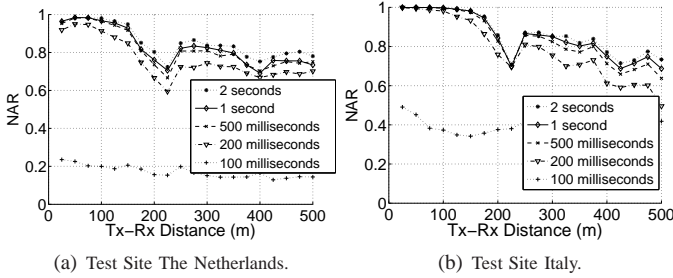 1
0.8
0.6
0.4
0.2
0
NAR
0 100 200 300 400 500
Tx−Rx Distance (m)
2 seconds
1 second
500 milliseconds
200 milliseconds
100 milliseconds
(a) Test Site The Netherlands.
1
0.8
0.6
0.4
0.2
0
NAR
0 100 200 300 400 500
Tx−Rx Distance (m)
2 seconds
1 second
500 milliseconds
200 milliseconds
100 milliseconds
(b) Test Site Italy.